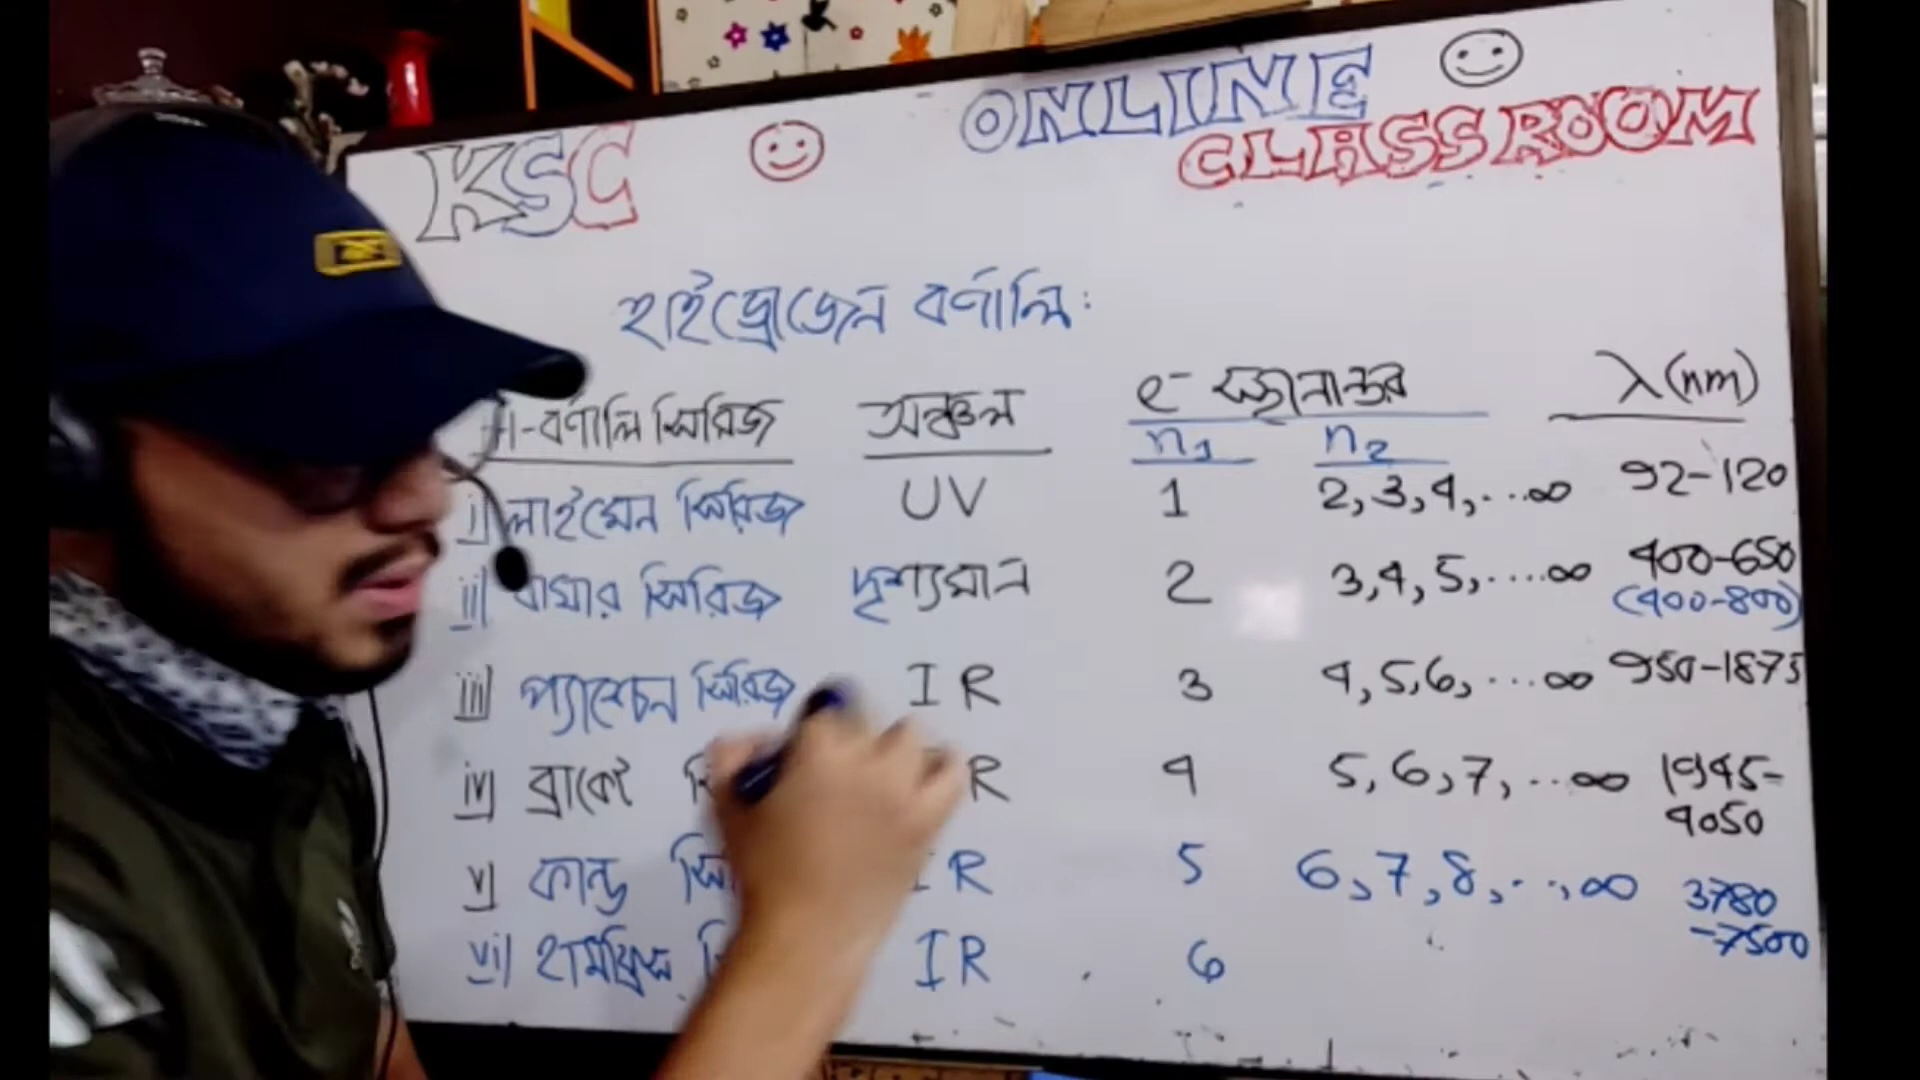 KSC ONLINE
CLASSROOM
হাইড্রোজেন বর্ণালি:
H-বর্ণালি সিরিজ অঞ্চল e⁻ স্থানান্তর λ(nm)
n₁ n₂
i) লাইমেন সিরিজ UV 1 2,3,4,....∞ 92-120
ii) বামার সিরিজ দৃশ্যমান 2 3,4,5,.....∞ 400-650
(400-800)
iii) প্যাশ্চেন সিরিজ IR 3 4,5,6,....∞ 950-1875
iv) ব্রাকেট R 4 5,6,7,...∞ 1945-
4050
v) ফান্ড IR 5 6,7,8,...,∞ 3780
-7500
vi) হামফ্রিস IR 6